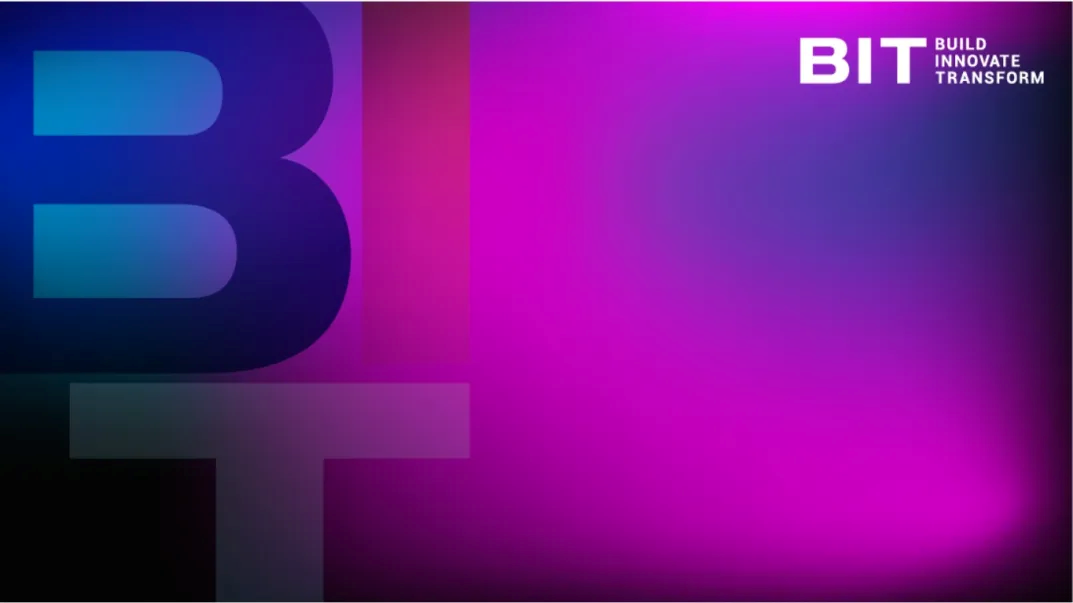 BI
T
BIT BUILD
INNOVATE
TRANSFORM